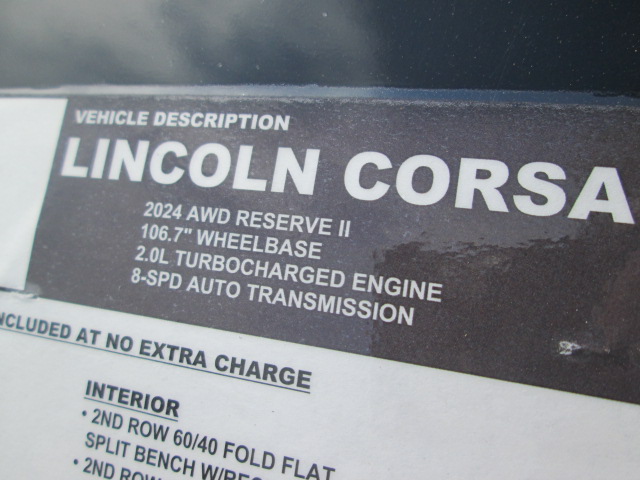 VEHICLE DESCRIPTION
LINCOLN CORSA
2024 AWD RESERVE II
106.7" WHEELBASE
2.0L TURBOCHARGED ENGINE
8-SPD AUTO TRANSMISSION
NCLUDED AT NO EXTRA CHARGE
INTERIOR
• 2ND ROW 60/40 FOLD FLAT
SPLIT BENCH
• 2ND ROW